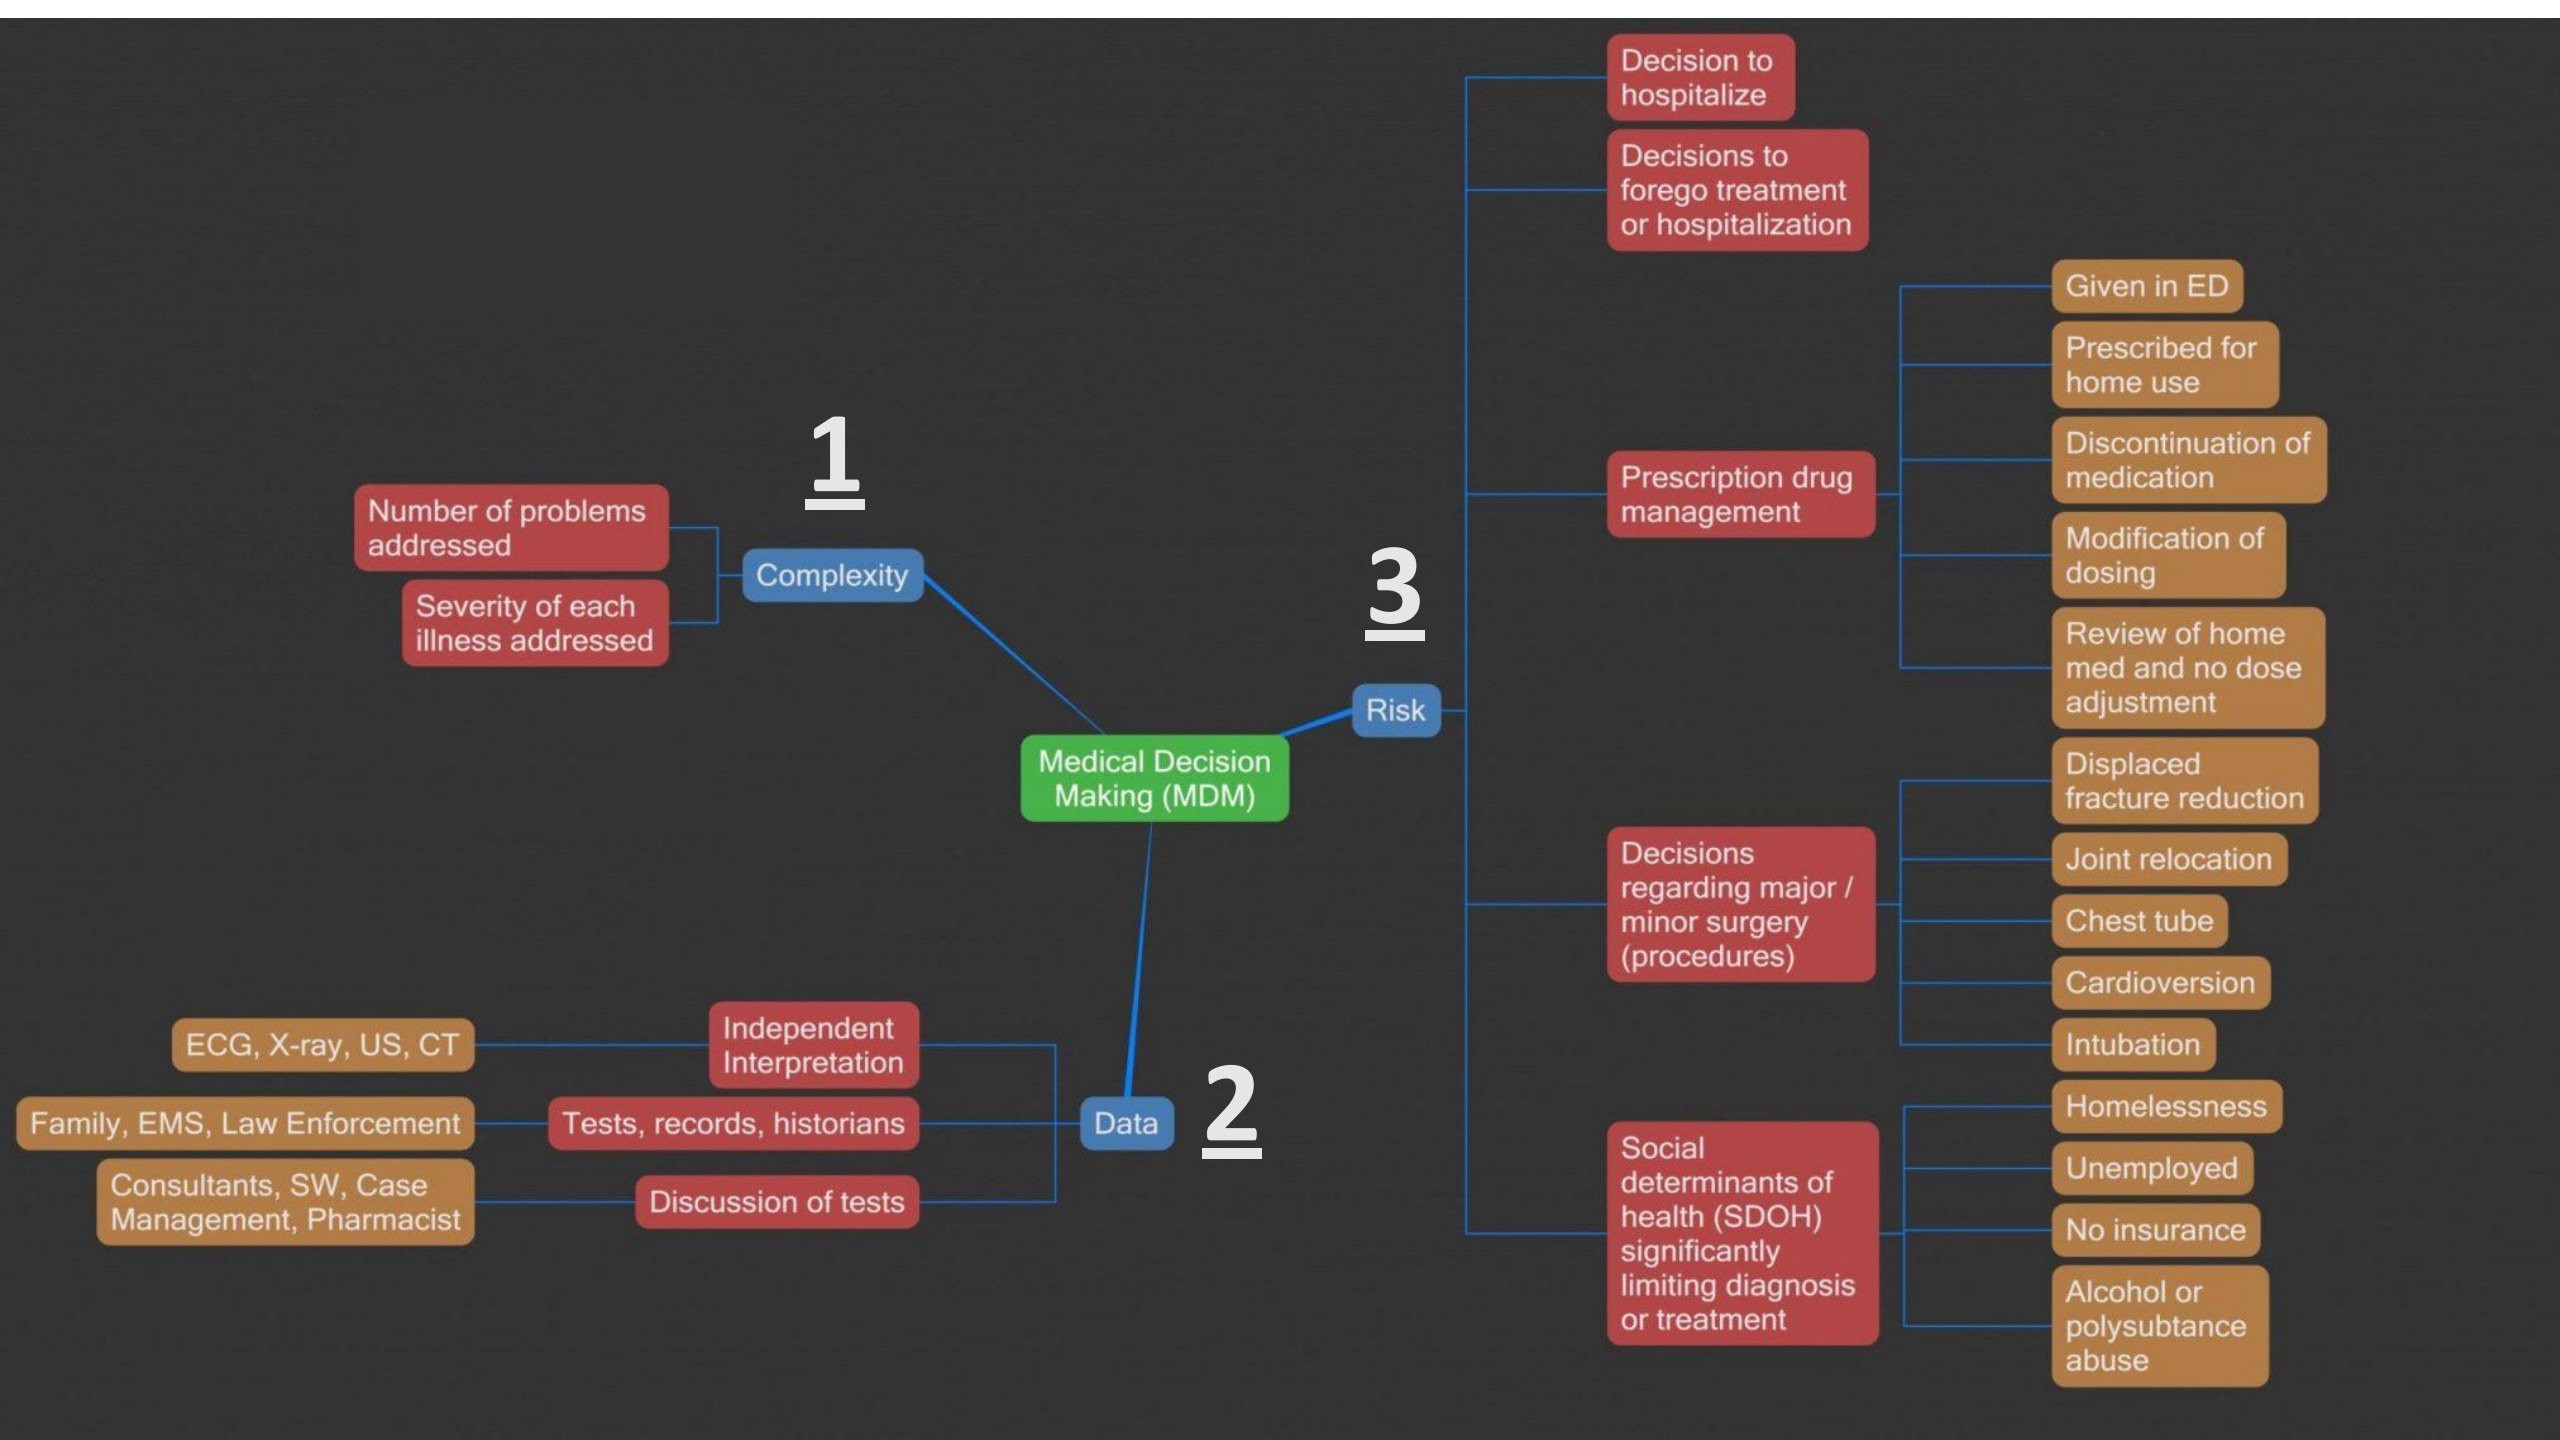 1
Number of problems
addressed
Severity of each
illness addressed
Complexity
Medical Decision
Making (MDM)
2
Data
Independent
Interpretation
ECG, X-ray, US, CT
Tests, records, historians
Family, EMS, Law Enforcement
Discussion of tests
Consultants, SW, Case
Management, Pharmacist
3
Risk
Decision to
hospitalize
Decisions to
forego treatment
or hospitalization
Prescription drug
management
Given in ED
Prescribed for
home use
Discontinuation of
medication
Modification of
dosing
Review of home
med and no dose
adjustment
Decisions
regarding major /
minor surgery
(procedures)
Displaced
fracture reduction
Joint relocation
Chest tube
Cardioversion
Intubation
Social
determinants of
health (SDOH)
significantly
limiting diagnosis
or treatment
Homelessness
Unemployed
No insurance
Alcohol or
polysubtance
abuse